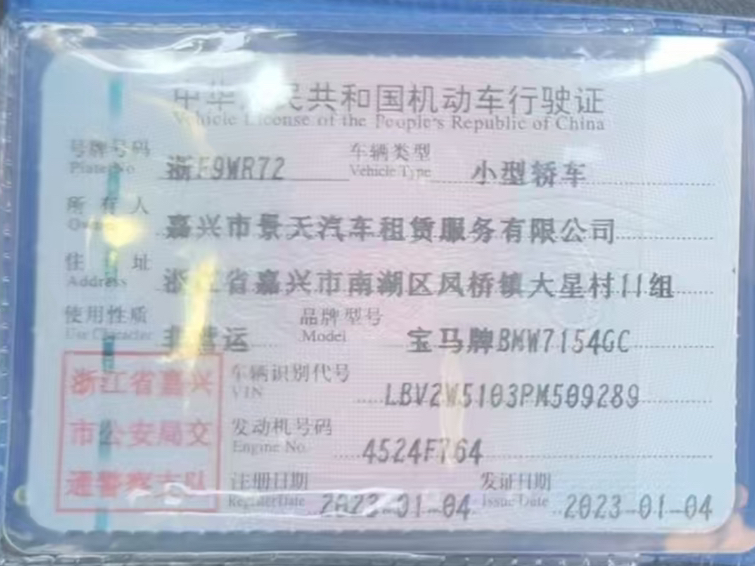 中华人民共和国机动车行驶证
Vehicle License of the People's Republic of China
号牌号码 浙F9WR72 车辆类型 小型轿车
Plate No Vehicle Type
所有人 嘉兴市景天汽车租赁服务有限公司
Owner
住址 浙江省嘉兴市南湖区凤桥镇大星村11组
Address
使用性质 非营运 品牌型号 宝马牌BMW7154GC
Use Character Model
浙江省嘉兴
市公安局交
通警察支队
车辆识别代号 LBV2W5103PM509289
VIN
发动机号码 4524F764
Engine No.
注册日期 2023-01-04 发证日期 2023-01-04
Register Date Issue Date